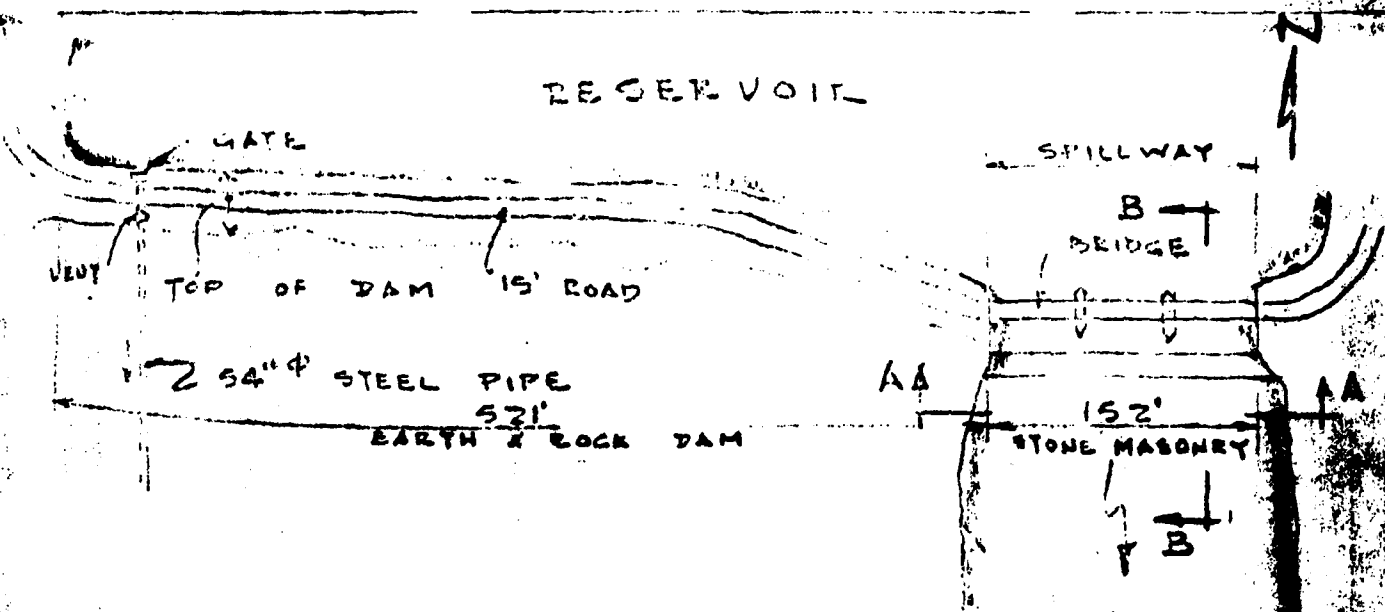 N
RESERVOIR
GATE
SPILLWAY
B
BRIDGE
VENT
TOP OF DAM
15' ROAD
54"ϕ STEEL PIPE
A
A
521'
152'
EARTH & ROCK DAM
STONE MASONRY
B